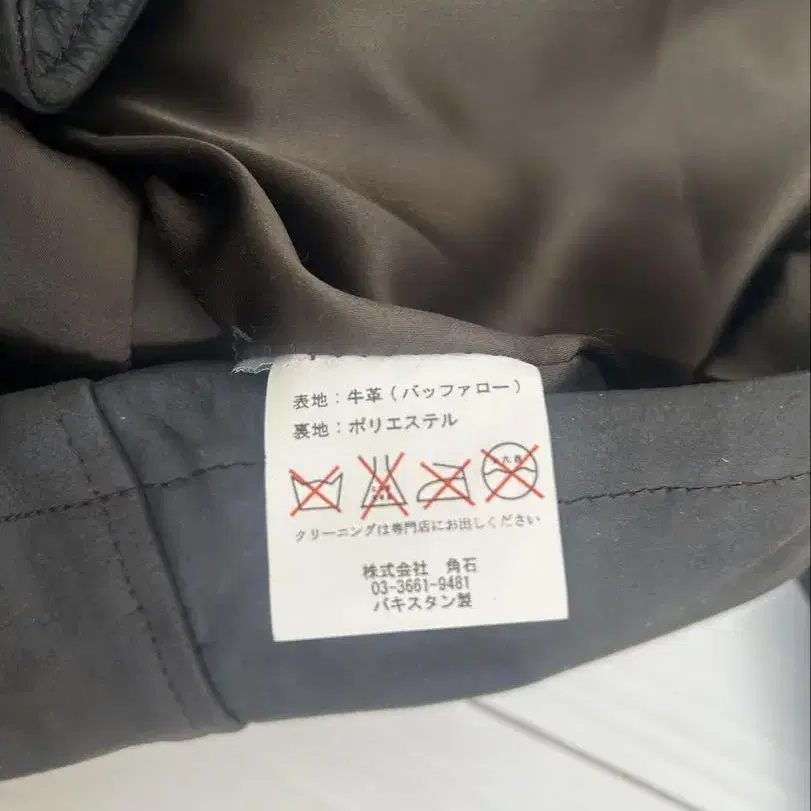 表地：牛革（バッファロー）
裏地：ポリエステル
クリーニングは専門店にお出しください
株式会社 角石
03-3661-9481
パキスタン製